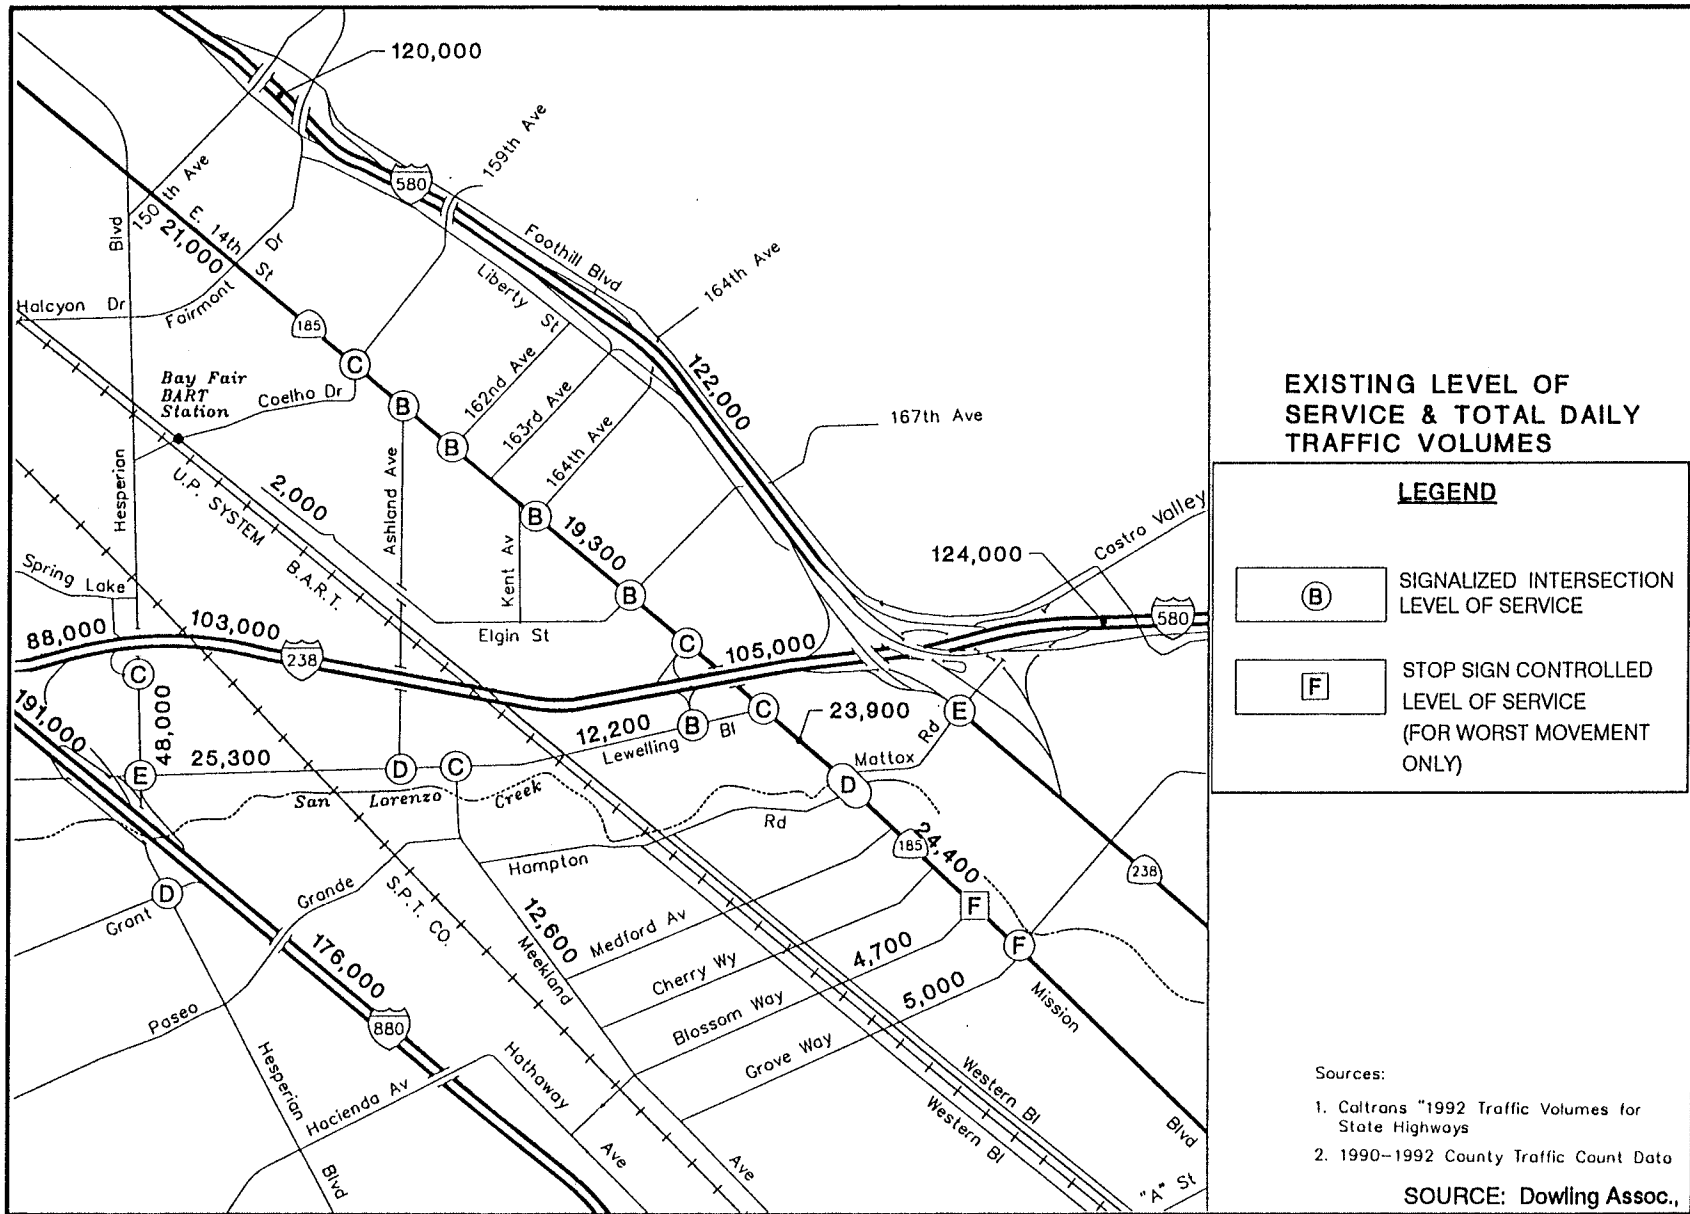 120,000
159th Ave
580
150 th Ave
Blvd
E. 14th St
21,000
Fairmont Dr
Halcyon Dr
185
Foothill Blvd
Liberty St
164th Ave
C
Bay Fair
BART
Station
Coelho Dr
B
162nd Ave
163rd Ave
164th Ave
122,000
167th Ave
B
B
Hesperian
U.P. SYSTEM
2,000
Ashland Ave
Kent Av
19,300
B.A.R.T.
Spring Lake
B
Elgin St
124,000
Castro Valley
580
88,000
103,000
238
C
105,000
C
191,000
48,000
12,200
Lewelling Bl
B
C
23,900
Mattox Rd
E
25,300
E
D
C
San Lorenzo Creek
D
Rd
Hampton
185
24,400
238
D
Grant
Grande
S.P.T. CO.
12,600
Meekland
Medford Av
F
Cherry Wy
4,700
F
176,000
880
Paseo
Blossom Way
5,000
Mission
Grove Way
Hesperian
Hacienda Av
Hathaway
Western Bl
Western Bl
Blvd
Blvd
Ave
Ave
"A" St
EXISTING LEVEL OF
SERVICE & TOTAL DAILY
TRAFFIC VOLUMES
LEGEND
B
SIGNALIZED INTERSECTION
LEVEL OF SERVICE
F
STOP SIGN CONTROLLED
LEVEL OF SERVICE
(FOR WORST MOVEMENT
ONLY)
Sources:
1. Caltrans "1992 Traffic Volumes for
State Highways
2. 1990-1992 County Traffic Count Data
SOURCE: Dowling Assoc.,